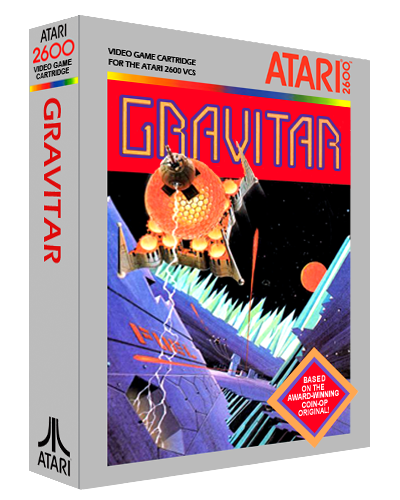 ATARI
2600
VIDEO GAME
CARTRIDGE
GRAVITAR
ATARI
VIDEO GAME CARTRIDGE
FOR THE ATARI 2600 VCS
ATARI 2600
GRAVITAR
FUEL
BASED
ON THE
AWARD-WINNING
COIN-OP
ORIGINAL!